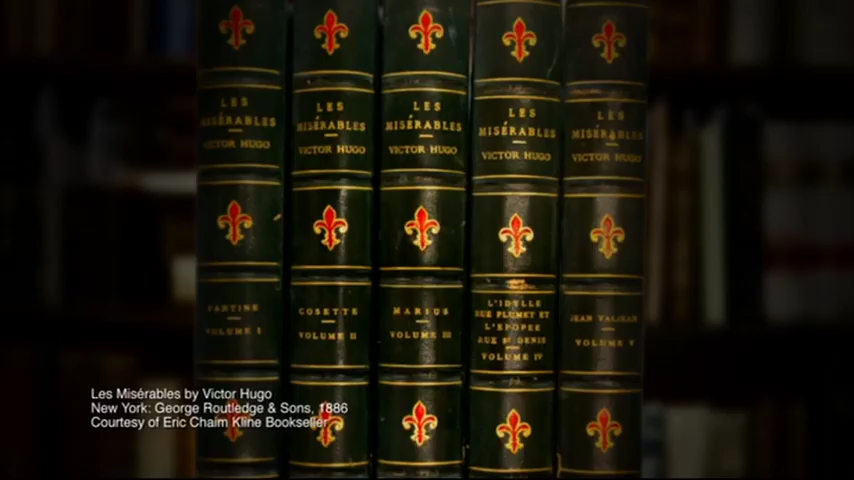 LES
MISÉRABLES
VICTOR HUGO
FANTINE
VOLUME I
LES
MISÉRABLES
VICTOR HUGO
COSETTE
VOLUME II
LES
MISÉRABLES
VICTOR HUGO
MARIUS
VOLUME III
LES
MISÉRABLES
VICTOR HUGO
L'IDYLLE
RUE PLUMET ET
L'EPOPEE
AUX ST DENIS
VOLUME IV
LES
MISÉRABLES
VICTOR HUGO
JEAN VALJEAN
VOLUME V
Les Misérables by Victor Hugo
New York: George Routledge & Sons, 1886
Courtesy of Eric Chaim Kline Bookseller